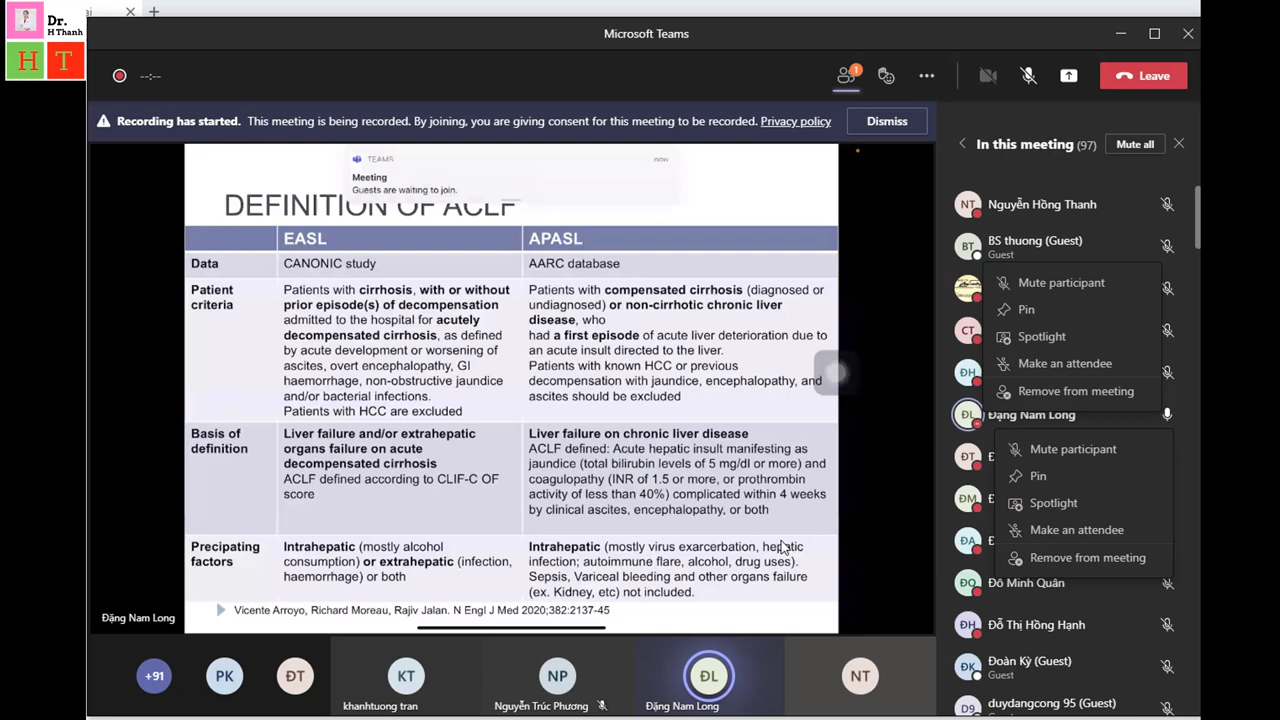 Dr.
H Thanh
H T
ai
Microsoft Teams
--:--
1
Leave
Recording has started. This meeting is being recorded. By joining, you are giving consent for this meeting to be recorded. Privacy policy
Dismiss
In this meeting (97)
Mute all
TEAMS
now
Meeting
Guests are waiting to join.
DEFINITION OF ACLF
EASL
APASL
Data
CANONIC study
AARC database
Patient
criteria
Patients with cirrhosis, with or without
prior episode(s) of decompensation
admitted to the hospital for acutely
decompensated cirrhosis, as defined
by acute development or worsening of
ascites, overt encephalopathy, GI
haemorrhage, non-obstructive jaundice
and/or bacterial infections.
Patients with HCC are excluded
Patients with compensated cirrhosis (diagnosed or
undiagnosed) or non-cirrhotic chronic liver
disease, who
had a first episode of acute liver deterioration due to
an acute insult directed to the liver.
Patients with known HCC or previous
decompensation with jaundice, encephalopathy, and
ascites should be excluded
Basis of
definition
Liver failure and/or extrahepatic
organs failure on acute
decompensated cirrhosis
ACLF defined according to CLIF-C OF
score
Liver failure on chronic liver disease
ACLF defined: Acute hepatic insult manifesting as
jaundice (total bilirubin levels of 5 mg/dl or more) and
coagulopathy (INR of 1.5 or more, or prothrombin
activity of less than 40%) complicated within 4 weeks
by clinical ascites, encephalopathy, or both
Precipating
factors
Intrahepatic (mostly alcohol
consumption) or extrahepatic (infection,
haemorrhage) or both
Intrahepatic (mostly virus exarcerbation, hepatic
infection; autoimmune flare, alcohol, drug uses).
Sepsis, Variceal bleeding and other organs failure
(ex. Kidney, etc) not included.
Vicente Arroyo, Richard Moreau, Rajiv Jalan. N Engl J Med 2020;382:2137-45
Đặng Nam Long
NT
Nguyễn Hồng Thanh
BT
BS thuong (Guest)
Guest
Mute participant
Pin
Spotlight
Make an attendee
Remove from meeting
CT
ĐH
ĐL
Đặng Nam Long
Mute participant
Pin
Spotlight
Make an attendee
Remove from meeting
ĐT
ĐM
ĐA
ĐQ
Đỗ Minh Quân
ĐH
Đỗ Thị Hồng Hạnh
ĐK
Đoàn Kỳ (Guest)
Guest
D9
duydangcong 95 (Guest)
+91
PK
ĐT
KT
khanhtuong tran
NP
Nguyễn Trúc Phương
ĐL
Đặng Nam Long
NT